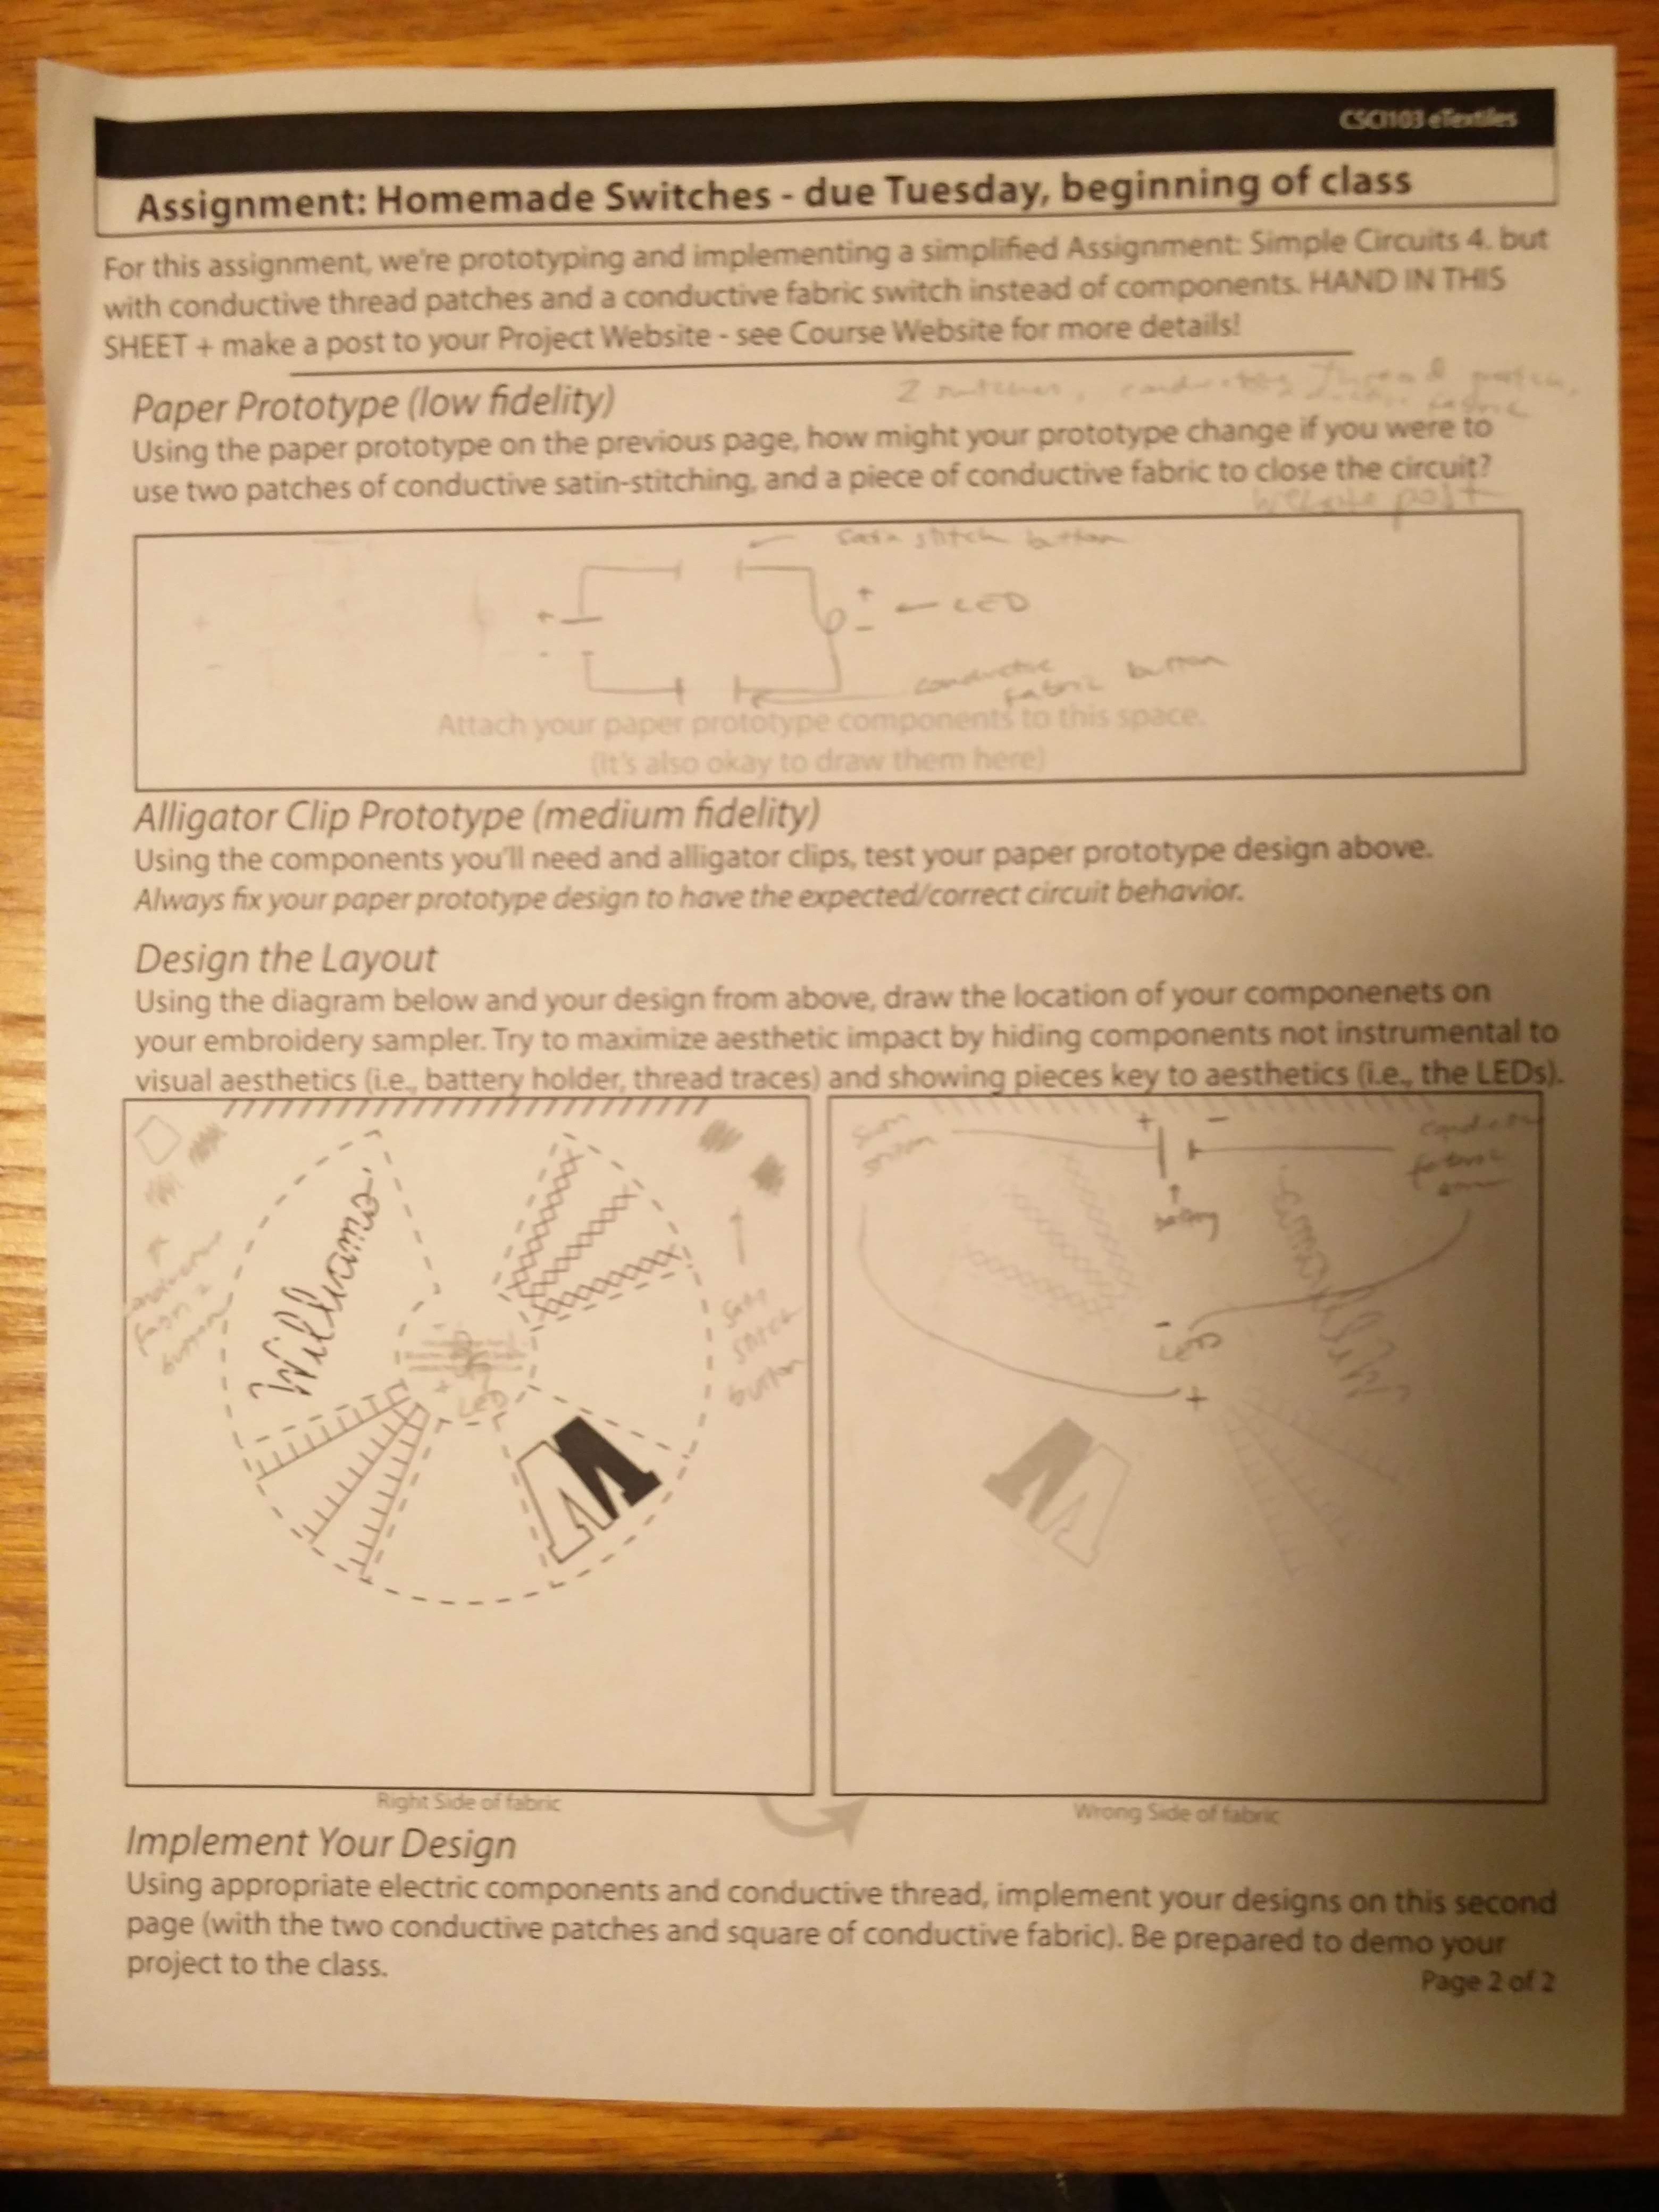 CSCI103 eTextiles
Assignment: Homemade Switches - due Tuesday, beginning of class
For this assignment, we're prototyping and implementing a simplified Assignment: Simple Circuits 4. but
with conductive thread patches and a conductive fabric switch instead of components. HAND IN THIS
SHEET + make a post to your Project Website - see Course Website for more details!
2
Paper Prototype (low fidelity)
fabric
Using the paper prototype on the previous page, how might your prototype change if you were to
use two patches of conductive satin-stitching, and a piece of conductive fabric to close the circuit?
website post
satin stitch button
+ + ← LED
- -
conductive
fabric button
Attach your paper prototype components to this space.
(It's also okay to draw them here)
Alligator Clip Prototype (medium fidelity)
Using the components you'll need and alligator clips, test your paper prototype design above.
Always fix your paper prototype design to have the expected/correct circuit behavior.
Design the Layout
Using the diagram below and your design from above, draw the location of your componenets on
your embroidery sampler. Try to maximize aesthetic impact by hiding components not instrumental to
visual aesthetics (i.e., battery holder, thread traces) and showing pieces key to aesthetics (i.e., the LEDs).
Williams
satin
stitch
button
+
LED
W
Right Side of fabric
+ -
battery
fabric
Williams
-
LED
+
W
Wrong Side of fabric
Implement Your Design
Using appropriate electric components and conductive thread, implement your designs on this second
page (with the two conductive patches and square of conductive fabric). Be prepared to demo your
project to the class.
Page 2 of 2